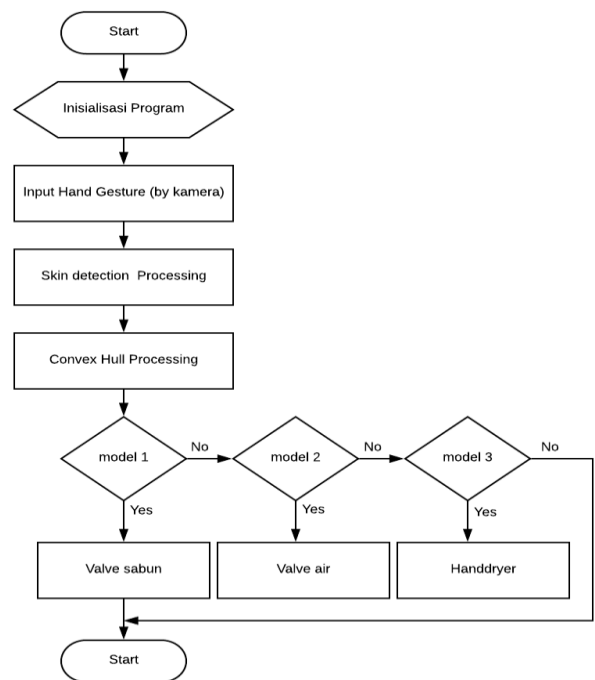 Start
Inisialisasi Program
Input Hand Gesture (by kamera)
Skin detection  Processing
Convex Hull Processing
model 1
No
model 2
No
model 3
No
Yes
Yes
Yes
Valve sabun
Valve air
Handdryer
Start